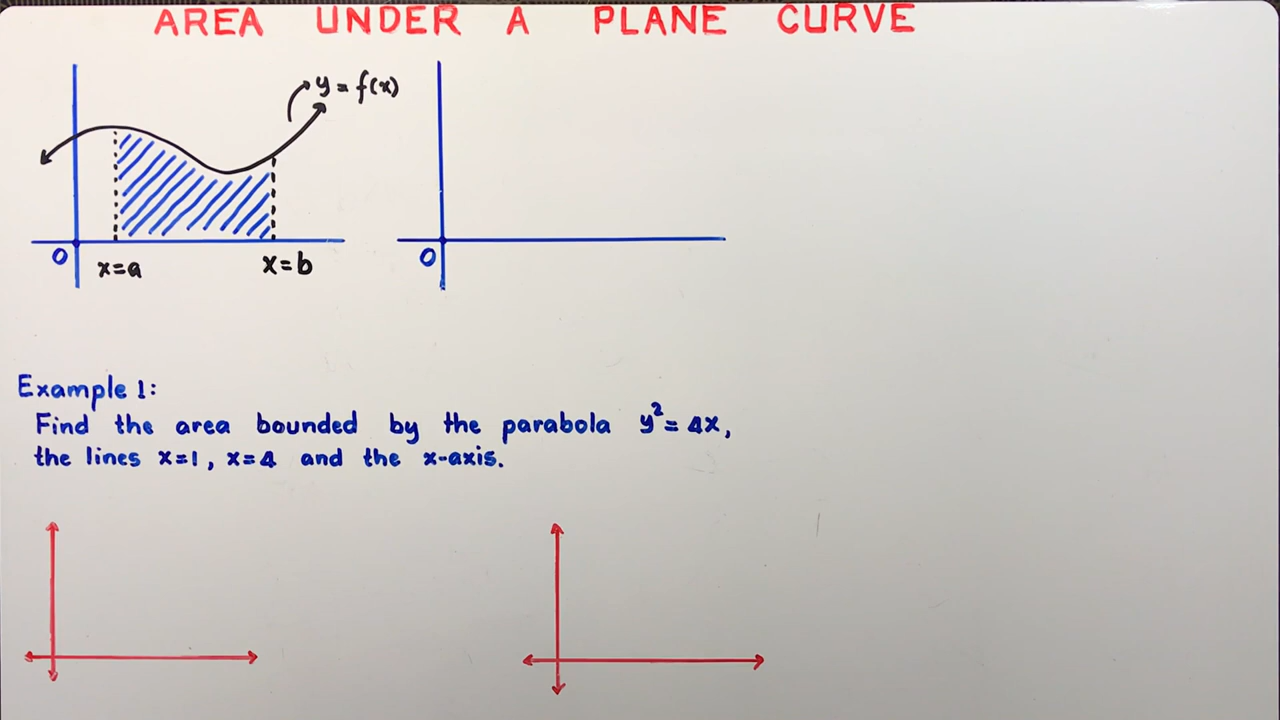 AREA UNDER A PLANE CURVE
y = f(x)
0
x=a
x=b
0
Example 1:
Find the area bounded by the parabola y²= 4x,
the lines x=1, x=4 and the x-axis.